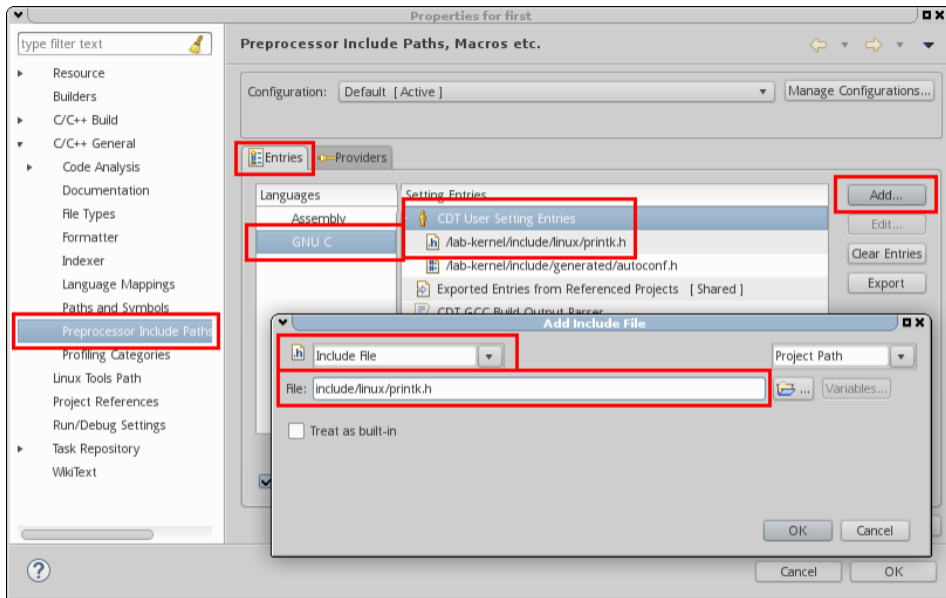 Properties for first
type filter text
Resource
Builders
C/C++ Build
C/C++ General
Code Analysis
Documentation
File Types
Formatter
Indexer
Language Mappings
Paths and Symbols
Preprocessor Include Paths
Profiling Categories
Linux Tools Path
Project References
Run/Debug Settings
Task Repository
WikiText
Preprocessor Include Paths, Macros etc.
Configuration: Default [ Active ] Manage Configurations...
Entries Providers
Languages
Assembly
GNU C
Setting Entries
CDT User Setting Entries
/lab-kernel/include/linux/printk.h
/lab-kernel/include/generated/autoconf.h
Exported Entries from Referenced Projects [ Shared ]
CDT GCC Build Output Parser
Add...
Edit...
Clear Entries
Export
Add Include File
Include File Project Path
File: include/linux/printk.h ... Variables...
Treat as built-in
OK Cancel
? Cancel OK